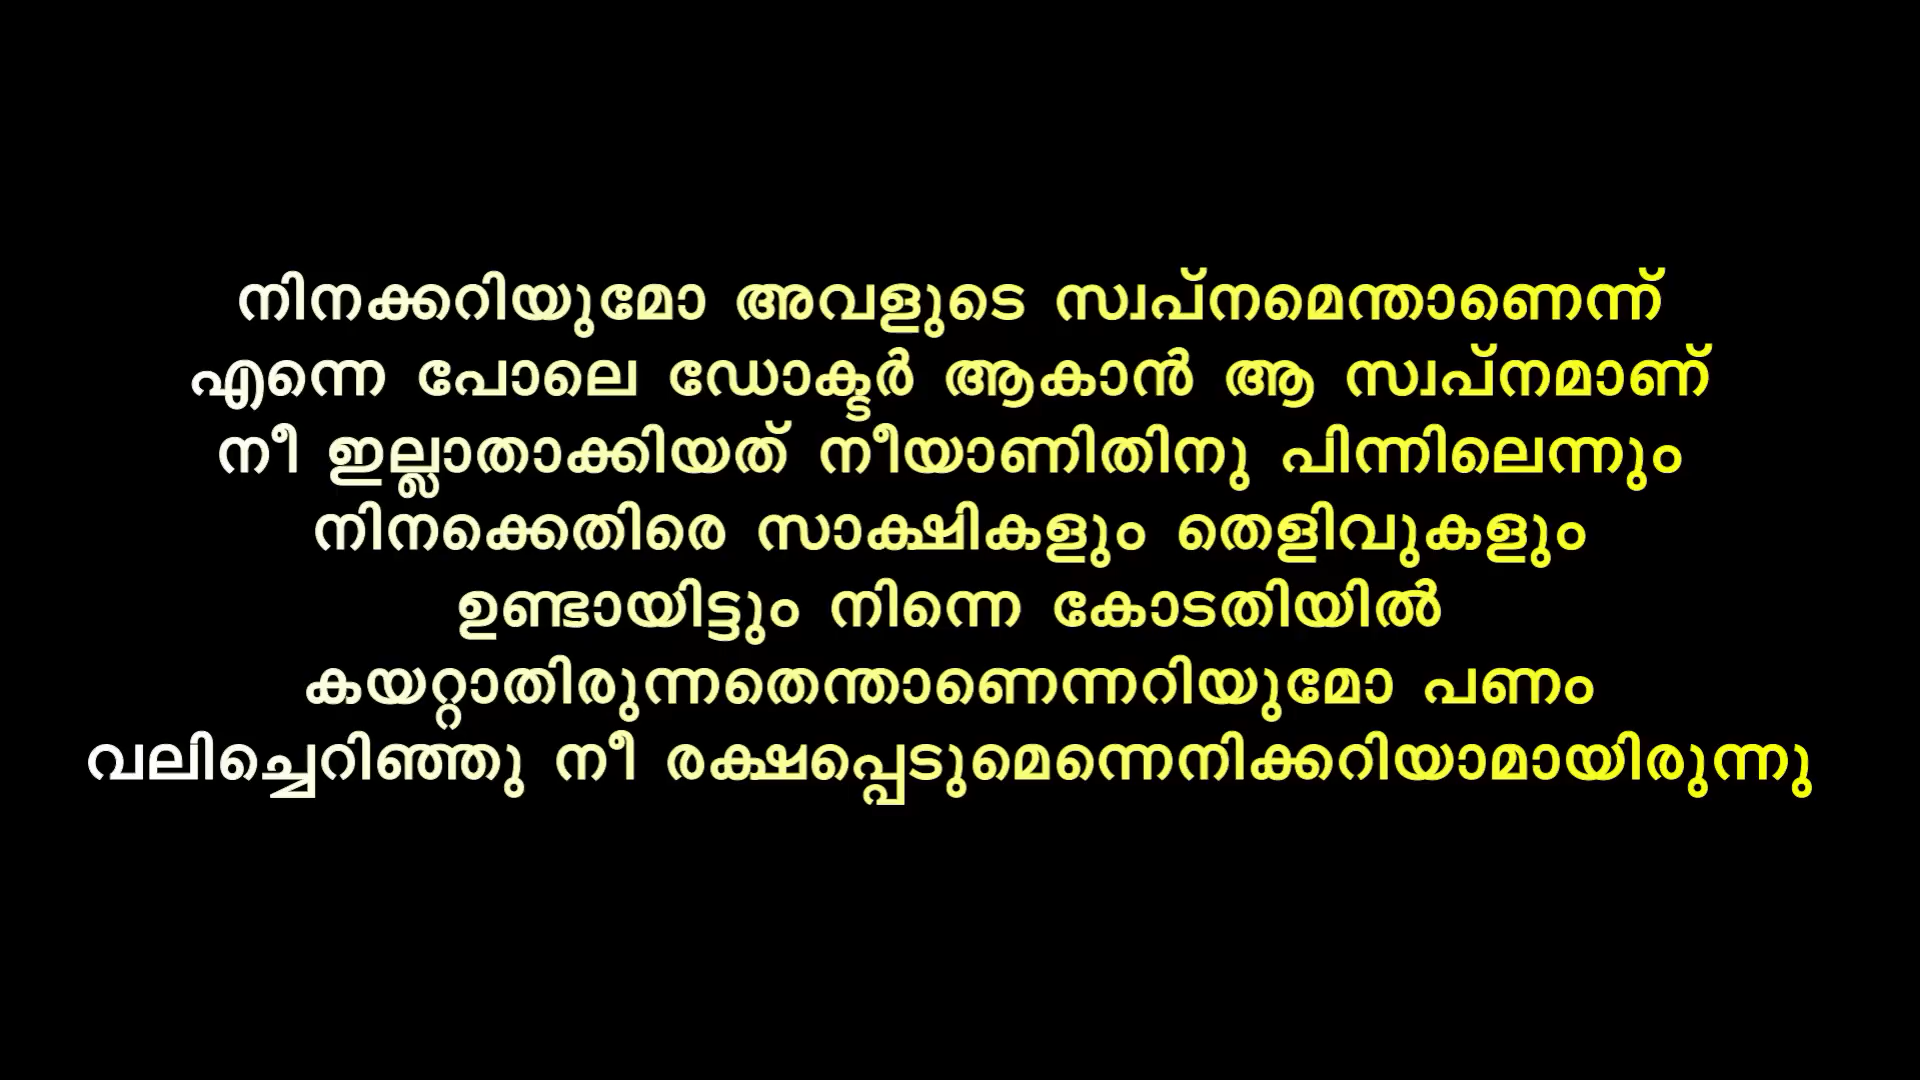 നിനക്കറിയുമോ അവളുടെ സ്വപ്നമെന്താണെന്ന്
എന്നെ പോലെ ഡോക്ടർ ആകാൻ ആ സ്വപ്നമാണ്
നീ ഇല്ലാതാക്കിയത് നീയാണിതിനു പിന്നിലെന്നും
നിനക്കെതിരെ സാക്ഷികളും തെളിവുകളും
ഉണ്ടായിട്ടും നിന്നെ കോടതിയിൽ
കയറ്റാതിരുന്നതെന്താണെന്നറിയുമോ പണം
വലിച്ചെറിഞ്ഞു നീ രക്ഷപ്പെടുമെന്നെനിക്കറിയാമായിരുന്നു